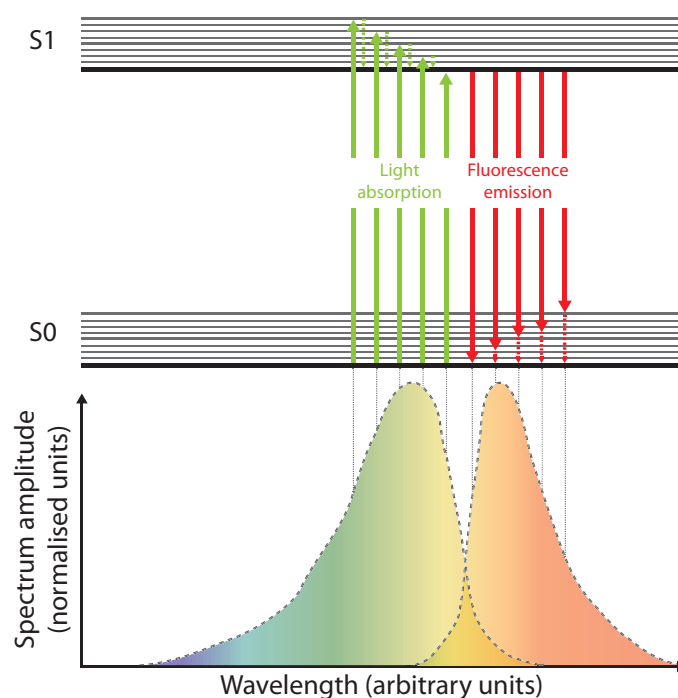 S1
Light
absorption
Fluorescence
emission
S0
Spectrum amplitude
(normalised units)
Wavelength (arbitrary units)